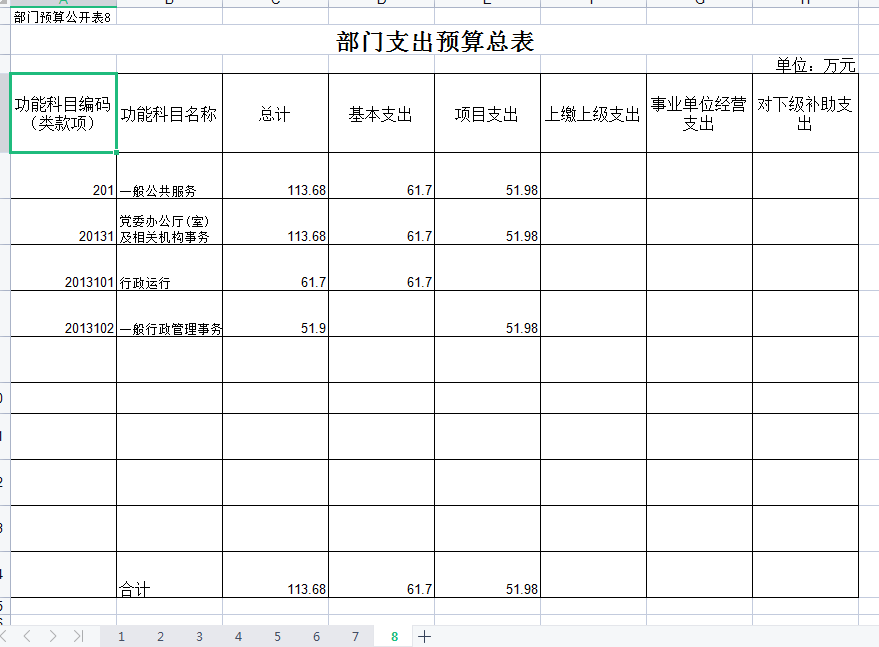 部门预算公开表8
部门支出预算总表
单位：万元
功能科目编码
（类款项）
功能科目名称
总计
基本支出
项目支出
上缴上级支出
事业单位经营
支出
对下级补助支
出
201 一般公共服务 113.68 61.7 51.98
党委办公厅(室)
20131 及相关机构事务 113.68 61.7 51.98
2013101 行政运行 61.7 61.7
2013102 一般行政管理事务 51.9 51.98
合计 113.68 61.7 51.98
1 2 3 4 5 6 7 8